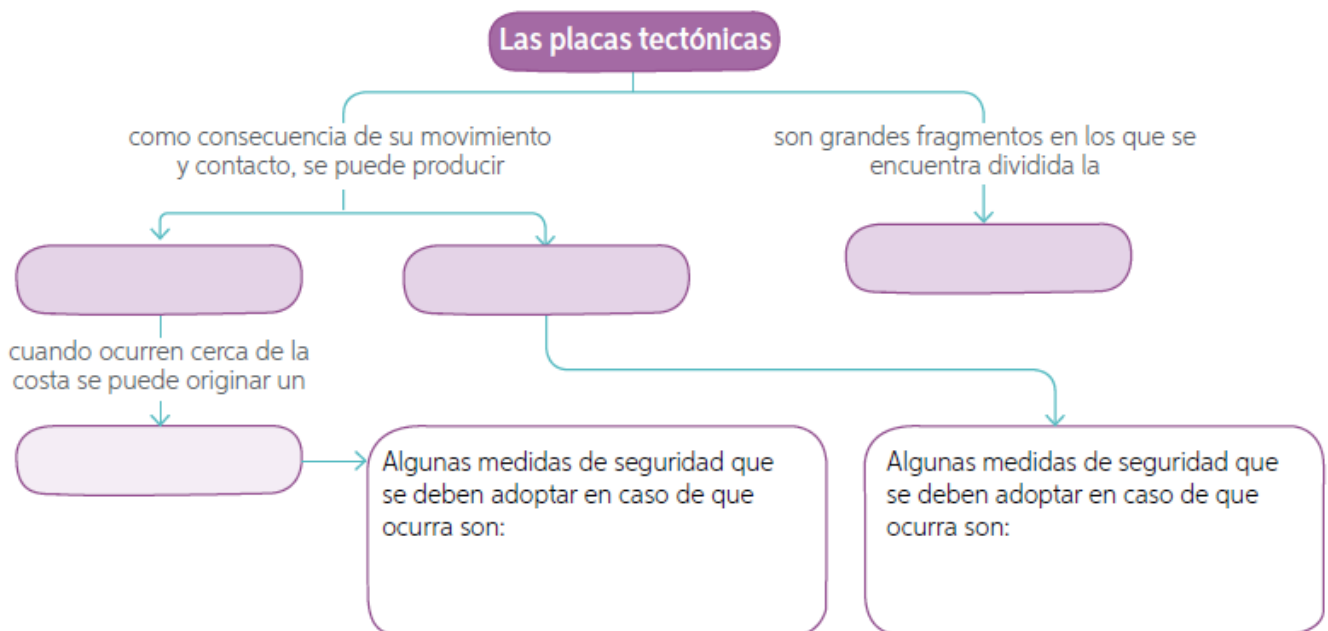 Las placas tectónicas
como consecuencia de su movimiento
y contacto, se puede producir
son grandes fragmentos en los que se
encuentra dividida la
cuando ocurren cerca de la
costa se puede originar un
Algunas medidas de seguridad que
se deben adoptar en caso de que
ocurra son:
Algunas medidas de seguridad que
se deben adoptar en caso de que
ocurra son: